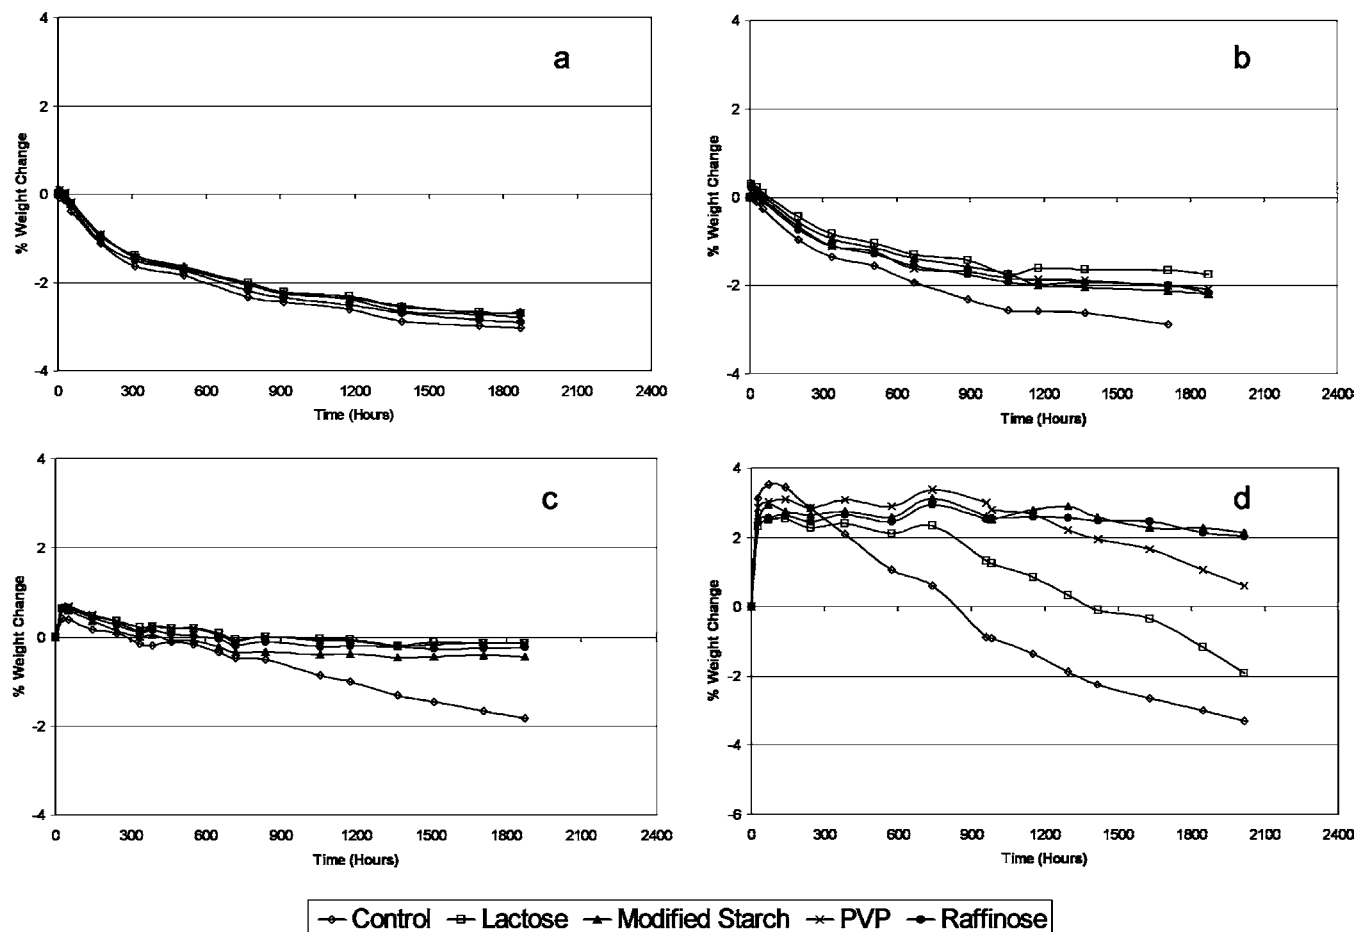 a
4
2
0
-2
-4
% Weight Change
0 300 600 900 1200 1500 1800 2100 2400
Time (Hours)
b
4
2
0
-2
-4
% Weight Change
0 300 600 900 1200 1500 1800 2100 2400
Time (Hours)
c
4
2
0
-2
-4
% Weight Change
0 300 600 900 1200 1500 1800 2100 2400
Time (Hours)
d
4
2
0
-2
-4
-6
% Weight Change
0 300 600 900 1200 1500 1800 2100 2400
Time (Hours)
Control Lactose Modified Starch PVP Raffinose